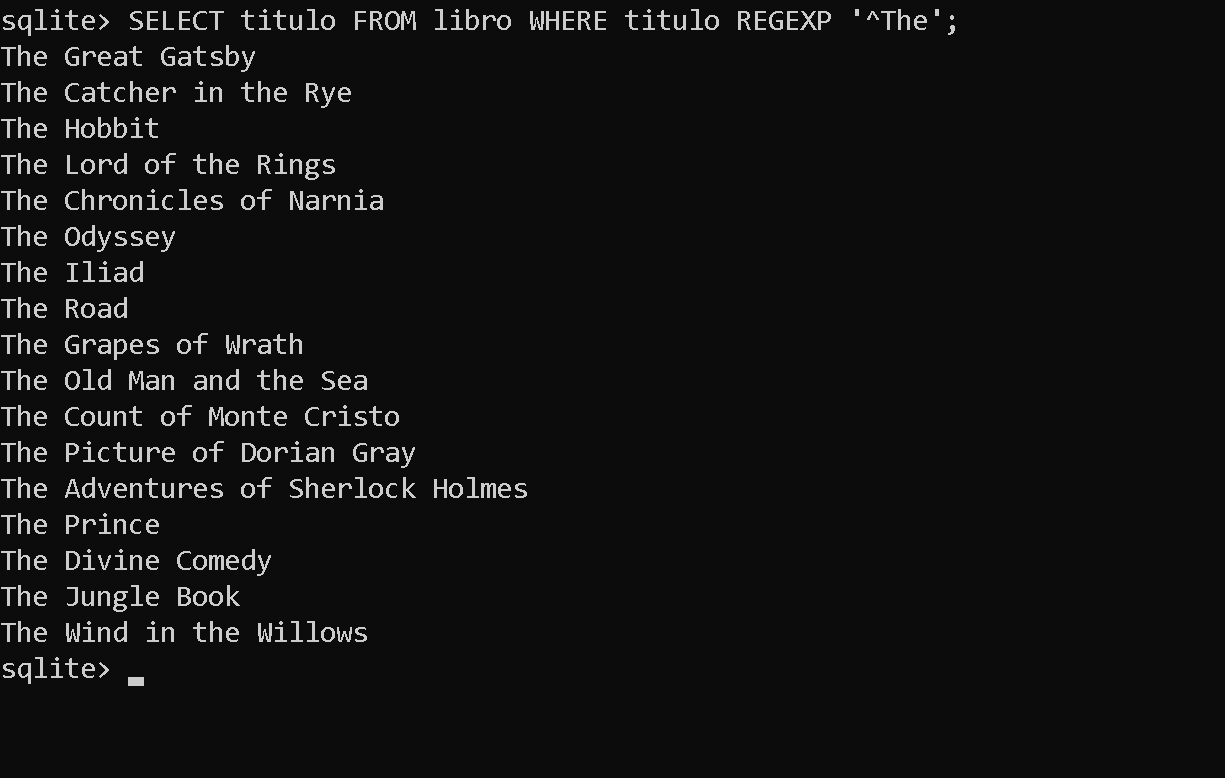 sqlite> SELECT titulo FROM libro WHERE titulo REGEXP '^The';
The Great Gatsby
The Catcher in the Rye
The Hobbit
The Lord of the Rings
The Chronicles of Narnia
The Odyssey
The Iliad
The Road
The Grapes of Wrath
The Old Man and the Sea
The Count of Monte Cristo
The Picture of Dorian Gray
The Adventures of Sherlock Holmes
The Prince
The Divine Comedy
The Jungle Book
The Wind in the Willows
sqlite>